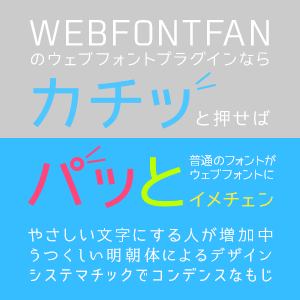 WEBFONTFAN
のウェブフォントプラグインなら
カチッ
と押せば
パッと
普通のフォントが
ウェブフォントに
イメチェン
やさしい文字にする人が増加中
うつくしい明朝体によるデザイン
システマチックでコンデンスなもじ